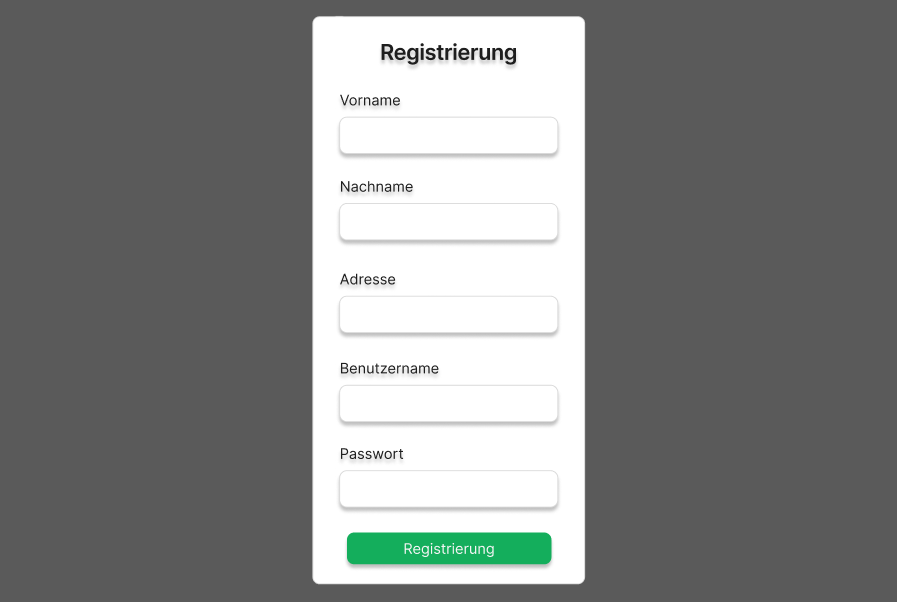 Registrierung
Vorname
Nachname
Adresse
Benutzername
Passwort
Registrierung